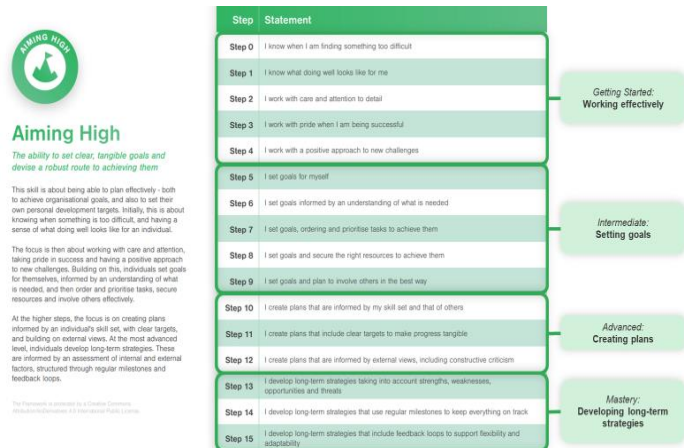 AIMING HIGH
Aiming High
The ability to set clear, tangible goals and
devise a robust route to achieving them
This skill is about being able to plan effectively - both
to achieve organisational goals, and also to set their
own personal development targets. Initially, this is about
knowing when something is too difficult, and having a
sense of what doing well looks like for an individual.
The focus is then about working with care and attention,
taking pride in success and having a positive approach
to new challenges. Building on this, individuals set goals
for themselves, informed by an understanding of what
is needed, and then order and prioritise tasks, secure
resources and involve others effectively.
At the higher steps, the focus is on creating plans
informed by an individual's skill set, with clear targets,
and building on external views. At the most advanced
level, individuals develop long-term strategies. These
are informed by an assessment of internal and external
factors, structured through regular milestones and
feedback loops.
Step Statement
Step 0 I know when I am finding something too difficult
Step 1 I know what doing well looks like for me
Step 2 I work with care and attention to detail
Step 3 I work with pride when I am being successful
Step 4 I work with a positive approach to new challenges
Step 5 I set goals for myself
Step 6 I set goals informed by an understanding of what is needed
Step 7 I set goals, ordering and prioritise tasks to achieve them
Step 8 I set goals and secure the right resources to achieve them
Step 9 I set goals and plan to involve others in the best way
Step 10 I create plans that are informed by my skill set and that of others
Step 11 I create plans that include clear targets to make progress tangible
Step 12 I create plans that are informed by external views, including constructive criticism
Step 13 I develop long-term strategies taking into account strengths, weaknesses,
opportunities and threats
Step 14 I develop long-term strategies that use regular milestones to keep everything on track
Step 15 I develop long-term strategies that include feedback loops to support flexibility and
adaptability
Getting Started:
Working effectively
Intermediate:
Setting goals
Advanced:
Creating plans
Mastery:
Developing long-term
strategies